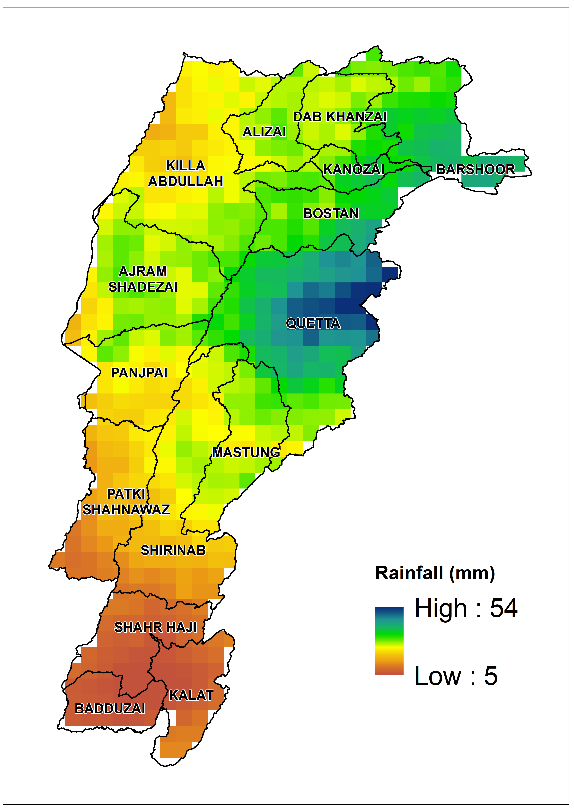 DAB KHANZAI
ALIZAI
KILLA
ABDULLAH
KANOZAI
BARSHOOR
BOSTAN
AJRAM
SHADEZAI
QUETTA
PANJPAI
MASTUNG
PATKI
SHAHNAWAZ
SHIRINAB
SHAHR HAJI
KALAT
BADDUZAI
Rainfall (mm)
High : 54
Low : 5